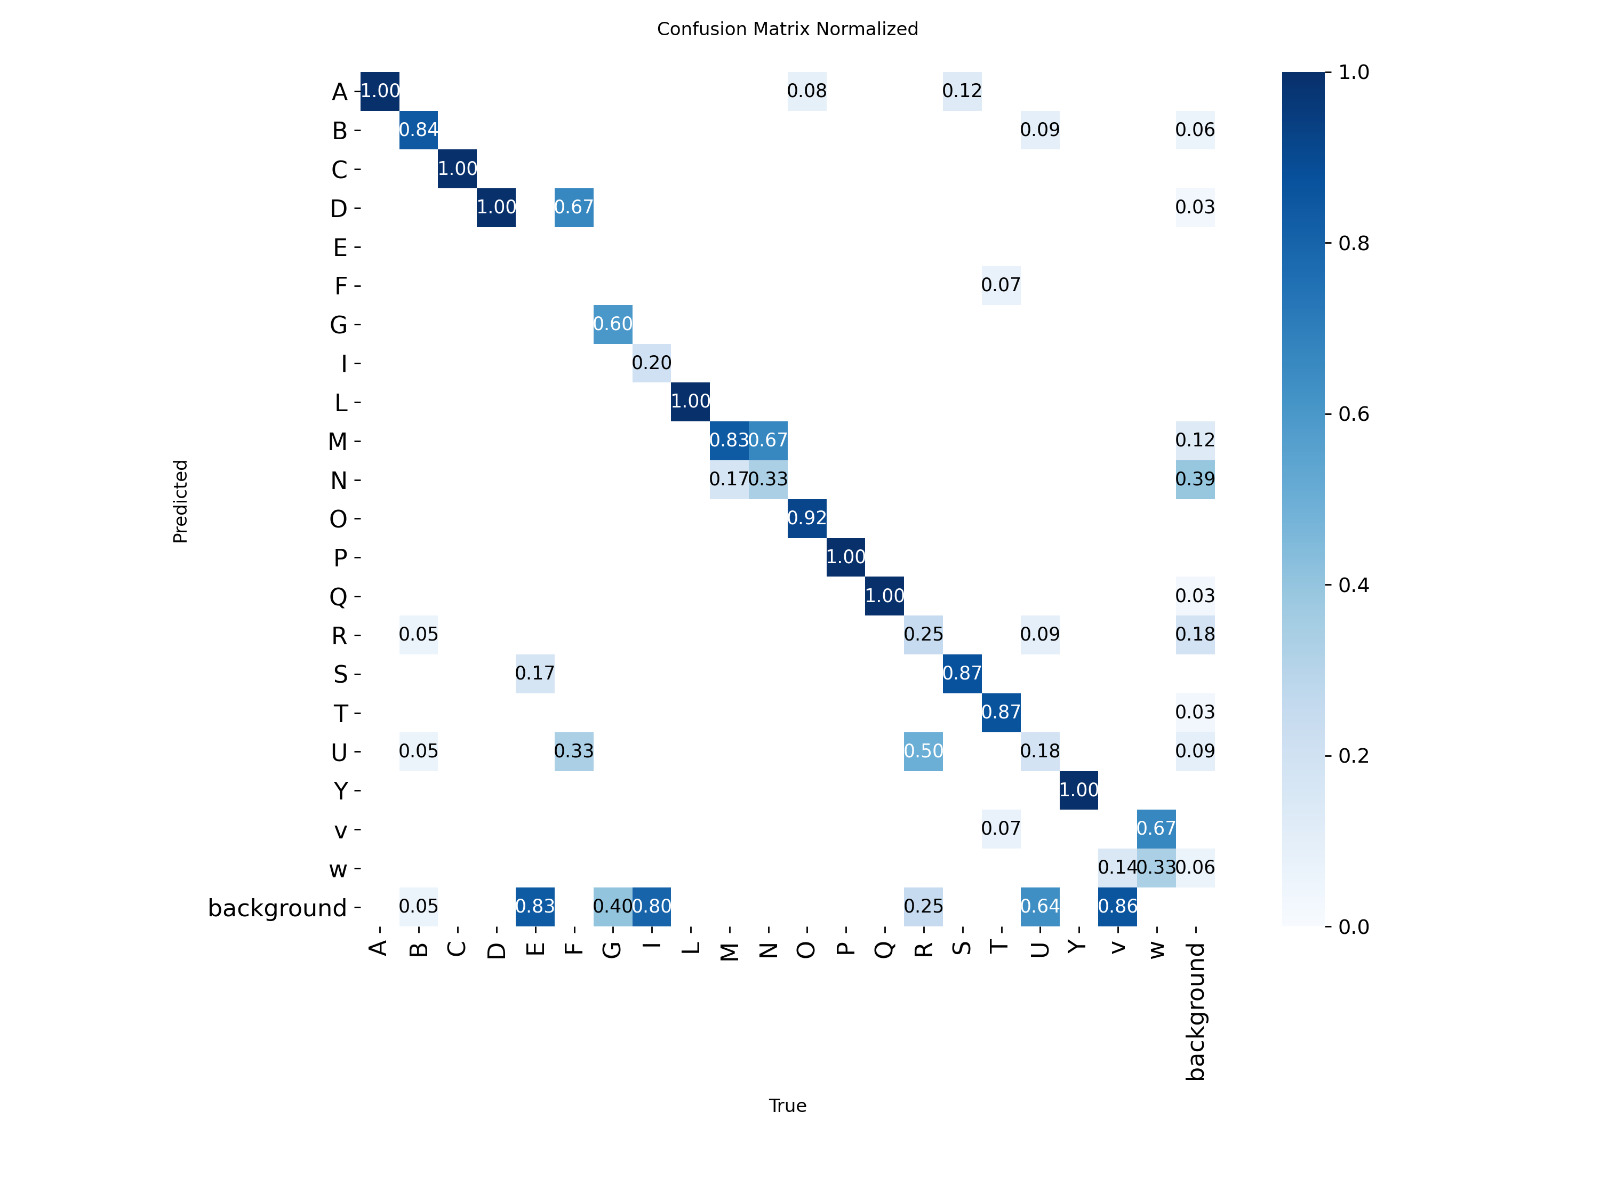 Confusion Matrix Normalized
A 1.00 0.08 0.12
B 0.84 0.09 0.06
C 1.00
D 1.00 0.67 0.03
E
F 0.07
G 0.60
I 0.20
L 1.00
M 0.83 0.67 0.12
N 0.17 0.33 0.39
O 0.92
P 1.00
Q 1.00 0.03
R 0.05 0.25 0.09 0.18
S 0.17 0.87
T 0.87 0.03
U 0.05 0.33 0.50 0.18 0.09
Y 1.00
v 0.07 0.67
w 0.14 0.33 0.06
background 0.05 0.83 0.40 0.80 0.25 0.64 0.86
A B C D E F G I L M N O P Q R S T U Y v w background
Predicted
True
1.0
0.8
0.6
0.4
0.2
0.0